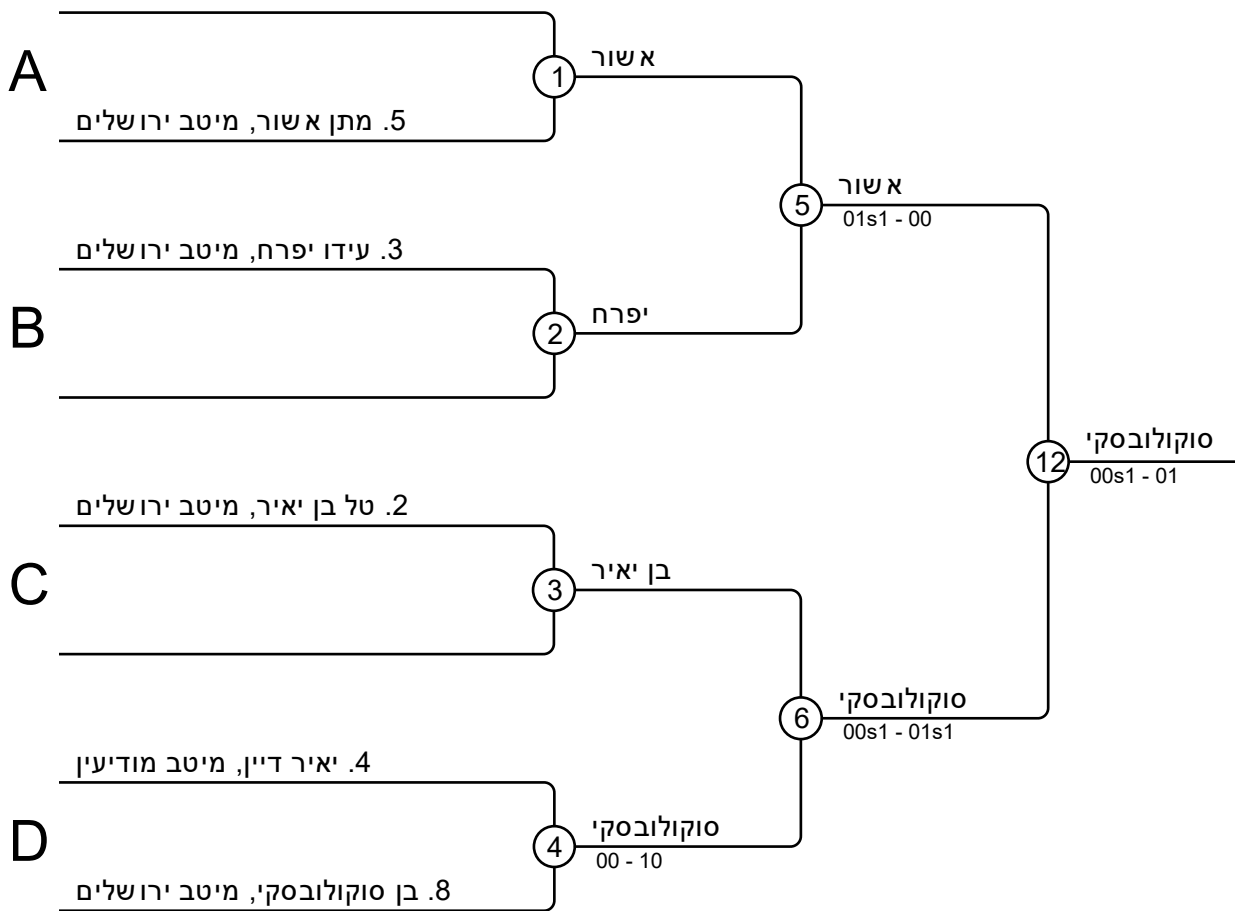 A
1
אשור
5. מתן אשור, מיטב ירושלים
5
אשור
01s1 - 00
3. עידו יפרח, מיטב ירושלים
B
2
יפרח
12
סוקולובסקי
00s1 - 01
2. טל בן יאיר, מיטב ירושלים
C
3
בן יאיר
6
סוקולובסקי
00s1 - 01s1
4. יאיר דיין, מיטב מודיעין
D
4
סוקולובסקי
00 - 10
8. בן סוקולובסקי, מיטב ירושלים